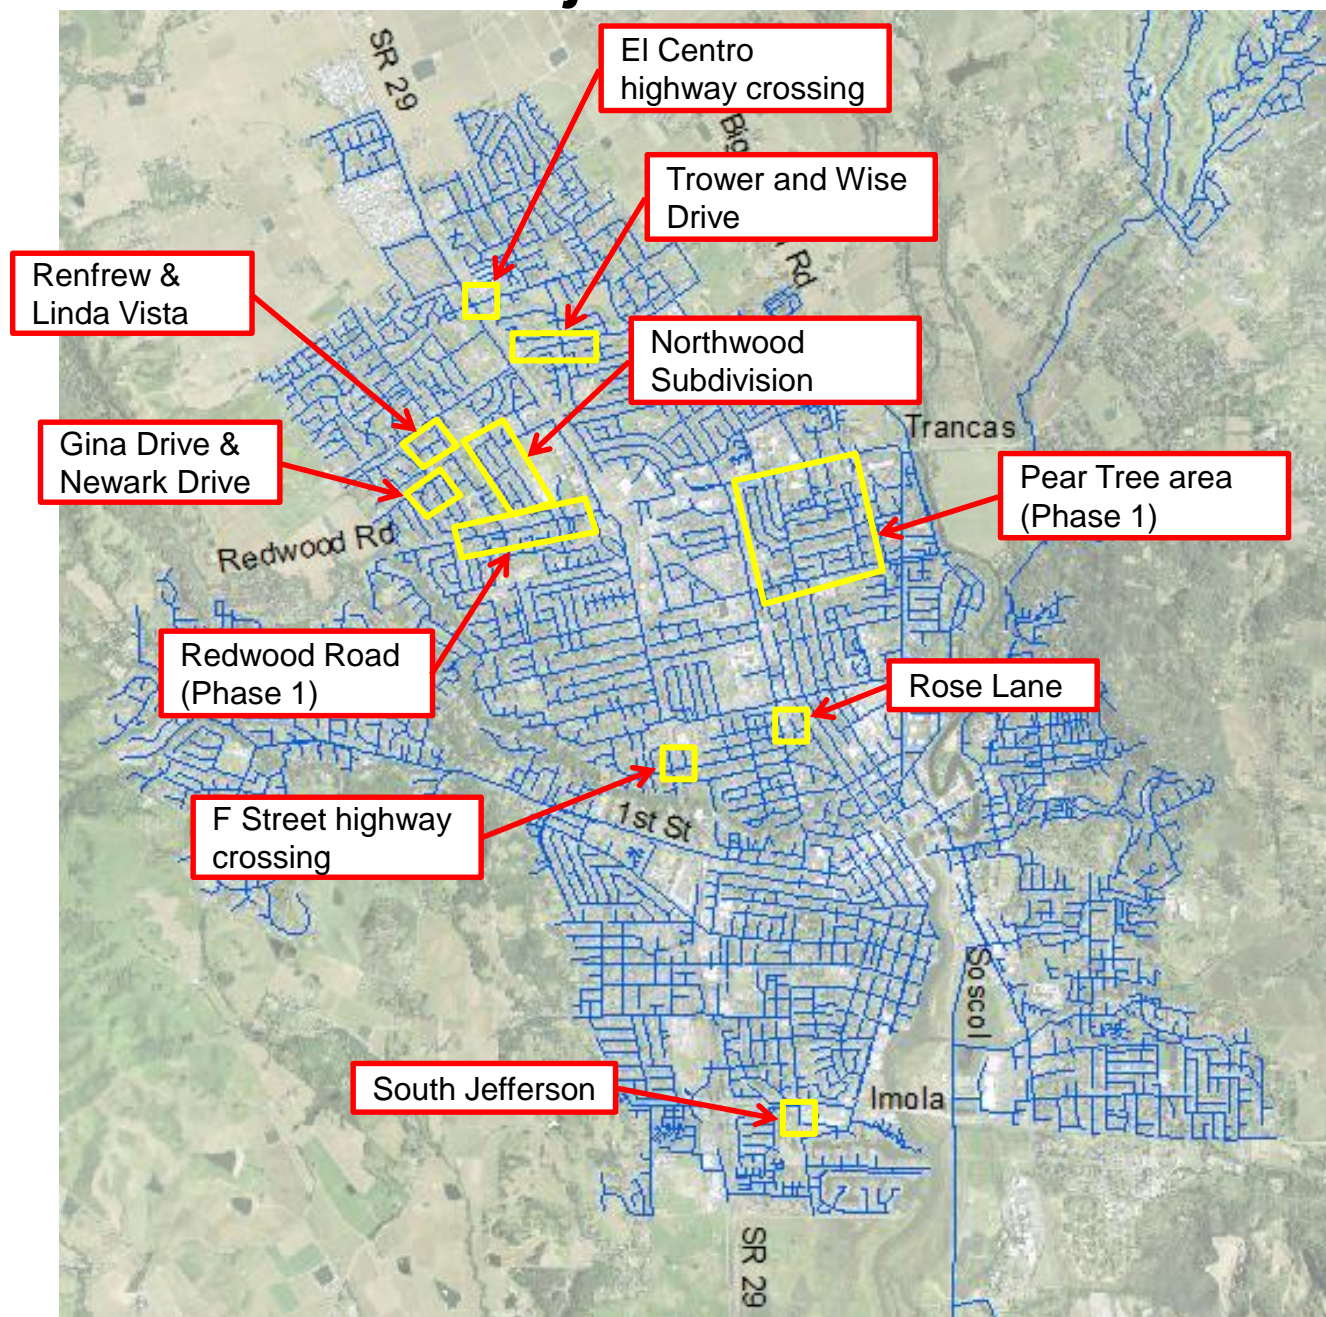 El Centro
highway crossing
SR 29
Trower and Wise
Drive
Rd
Renfrew &
Linda Vista
Northwood
Subdivision
Trancas
Gina Drive &
Newark Drive
Pear Tree area
(Phase 1)
Redwood Rd
Redwood Road
(Phase 1)
Rose Lane
F Street highway
crossing
1st St
Soscol
South Jefferson
Imola
SR 29